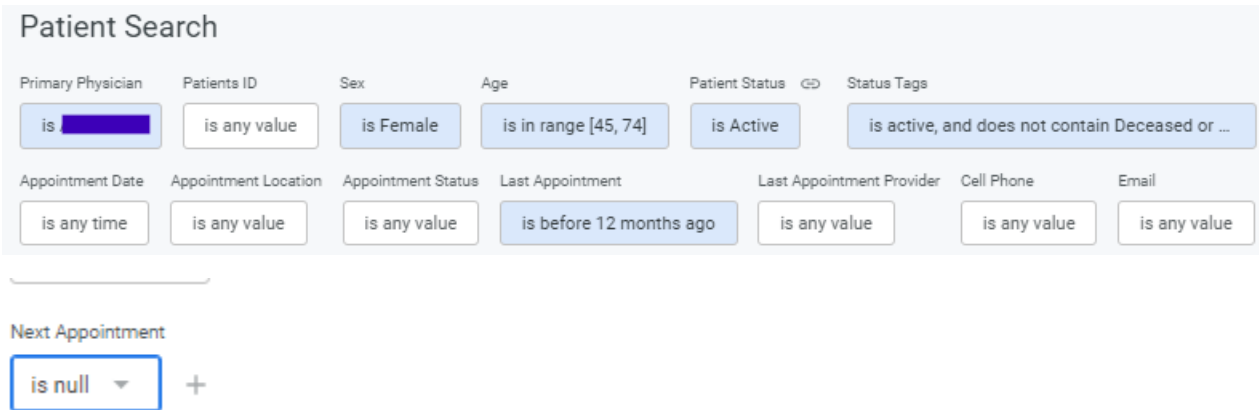 Patient Search
Primary Physician Patients ID Sex Age Patient Status Status Tags
is is any value is Female is in range [45, 74] is Active is active, and does not contain Deceased or ...
Appointment Date Appointment Location Appointment Status Last Appointment Last Appointment Provider Cell Phone Email
is any time is any value is any value is before 12 months ago is any value is any value is any value
Next Appointment
is null +